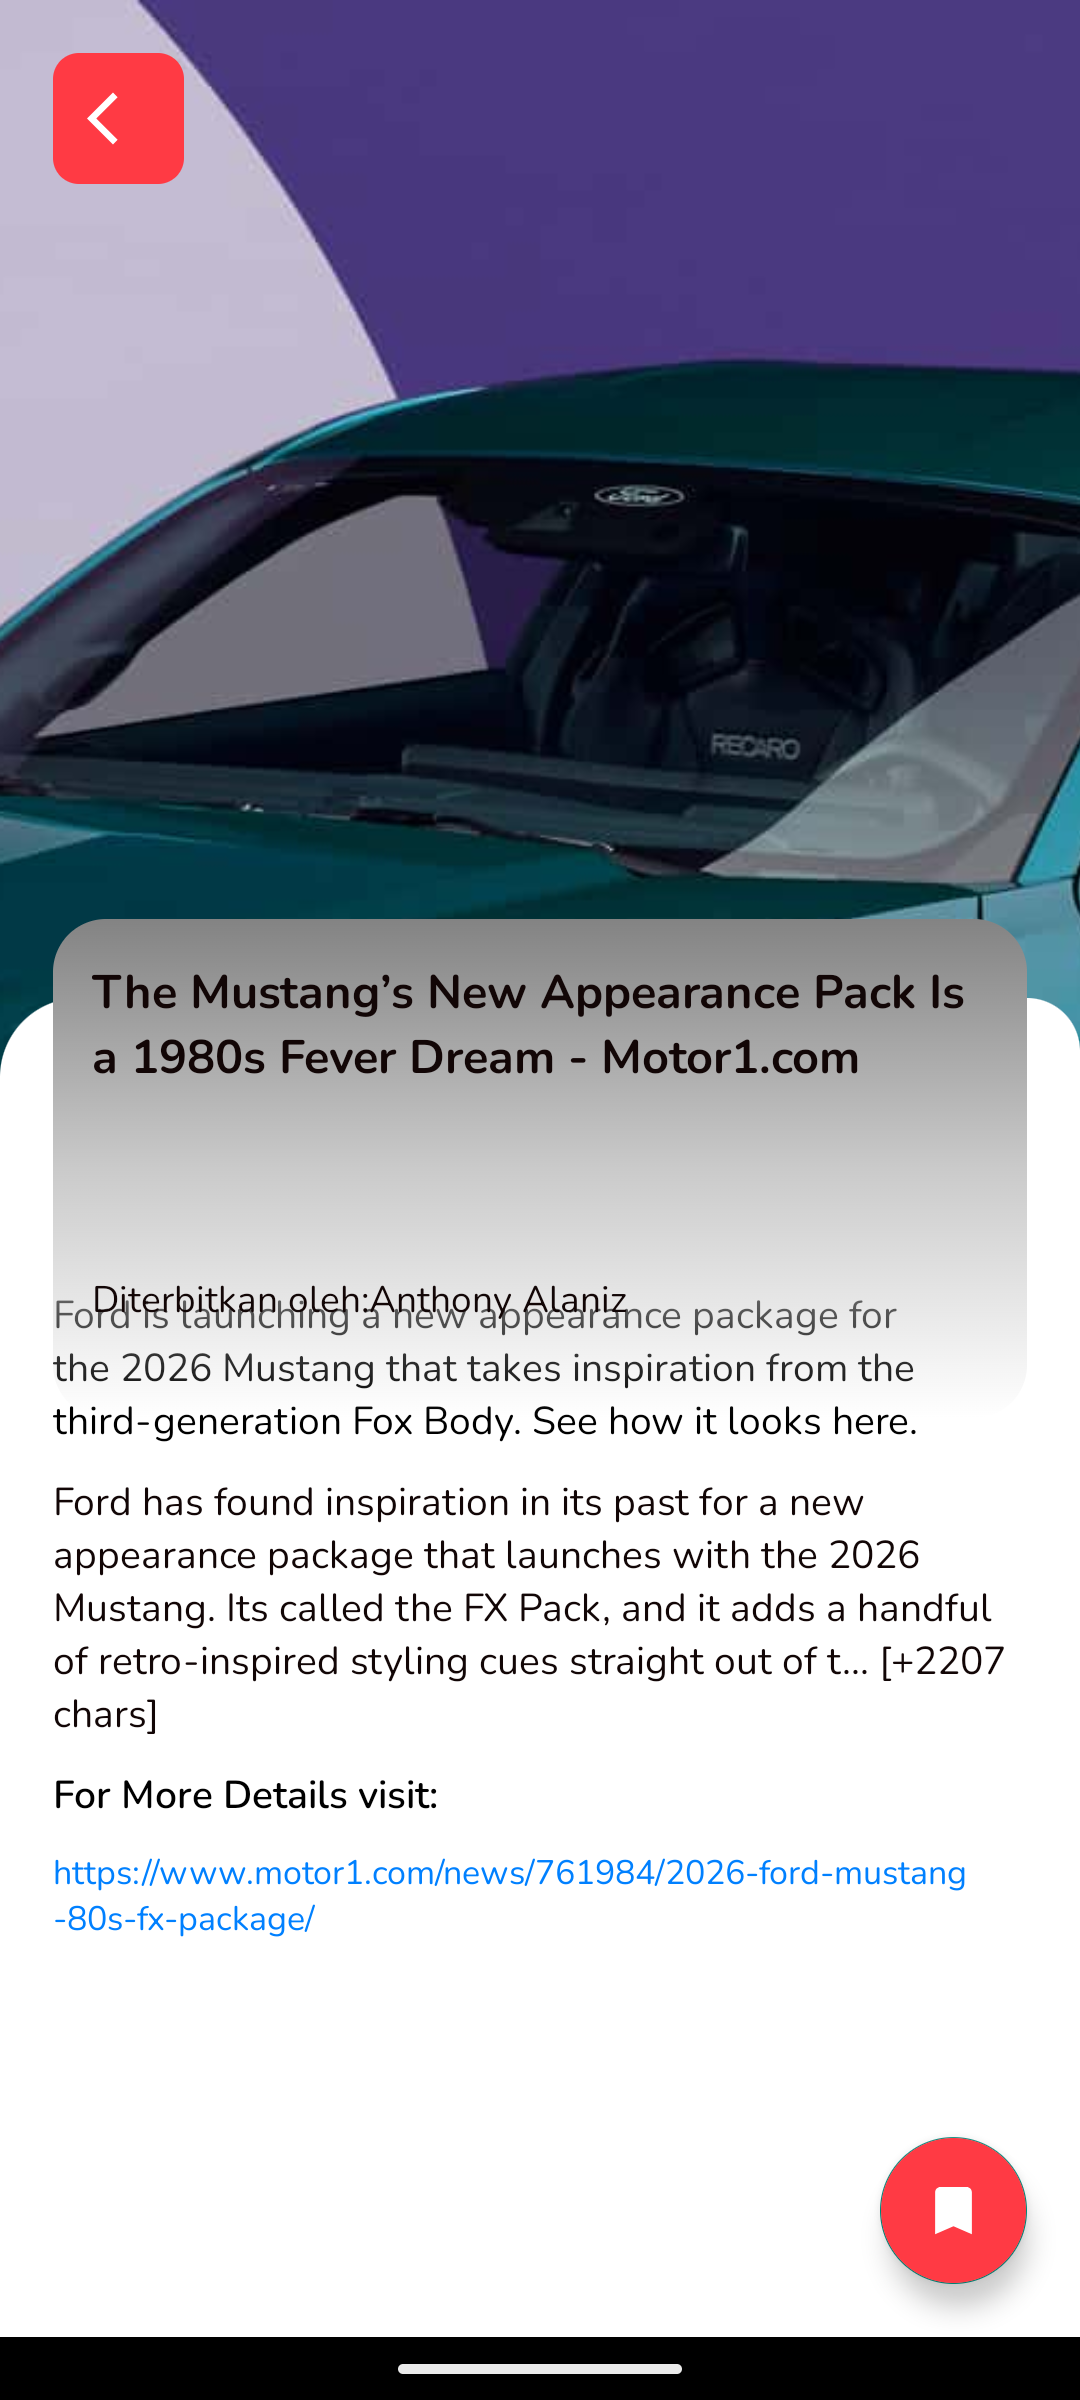 Ford
RECARO
The Mustang’s New Appearance Pack Is
a 1980s Fever Dream - Motor1.com
Diterbitkan oleh:Anthony Alaniz
Ford is launching a new appearance package for
the 2026 Mustang that takes inspiration from the
third-generation Fox Body. See how it looks here.
Ford has found inspiration in its past for a new
appearance package that launches with the 2026
Mustang. Its called the FX Pack, and it adds a handful
of retro-inspired styling cues straight out of t… [+2207
chars]
For More Details visit:
https://www.motor1.com/news/761984/2026-ford-mustang
-80s-fx-package/